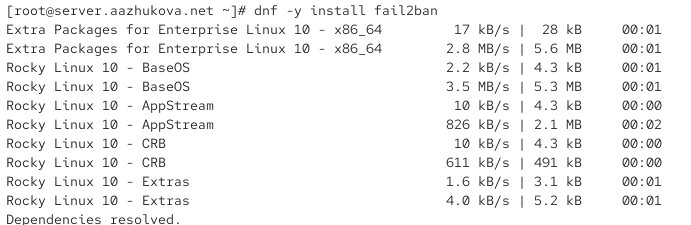 [root@server.aazhukova.net ~]# dnf -y install fail2ban
Extra Packages for Enterprise Linux 10 - x86_64         17 kB/s |  28 kB     00:01
Extra Packages for Enterprise Linux 10 - x86_64        2.8 MB/s | 5.6 MB     00:01
Rocky Linux 10 - BaseOS                                2.2 kB/s | 4.3 kB     00:01
Rocky Linux 10 - BaseOS                                3.5 MB/s | 5.3 MB     00:01
Rocky Linux 10 - AppStream                              10 kB/s | 4.3 kB     00:00
Rocky Linux 10 - AppStream                             826 kB/s | 2.1 MB     00:02
Rocky Linux 10 - CRB                                    10 kB/s | 4.3 kB     00:00
Rocky Linux 10 - CRB                                   611 kB/s | 491 kB     00:00
Rocky Linux 10 - Extras                                1.6 kB/s | 3.1 kB     00:01
Rocky Linux 10 - Extras                                4.0 kB/s | 5.2 kB     00:01
Dependencies resolved.